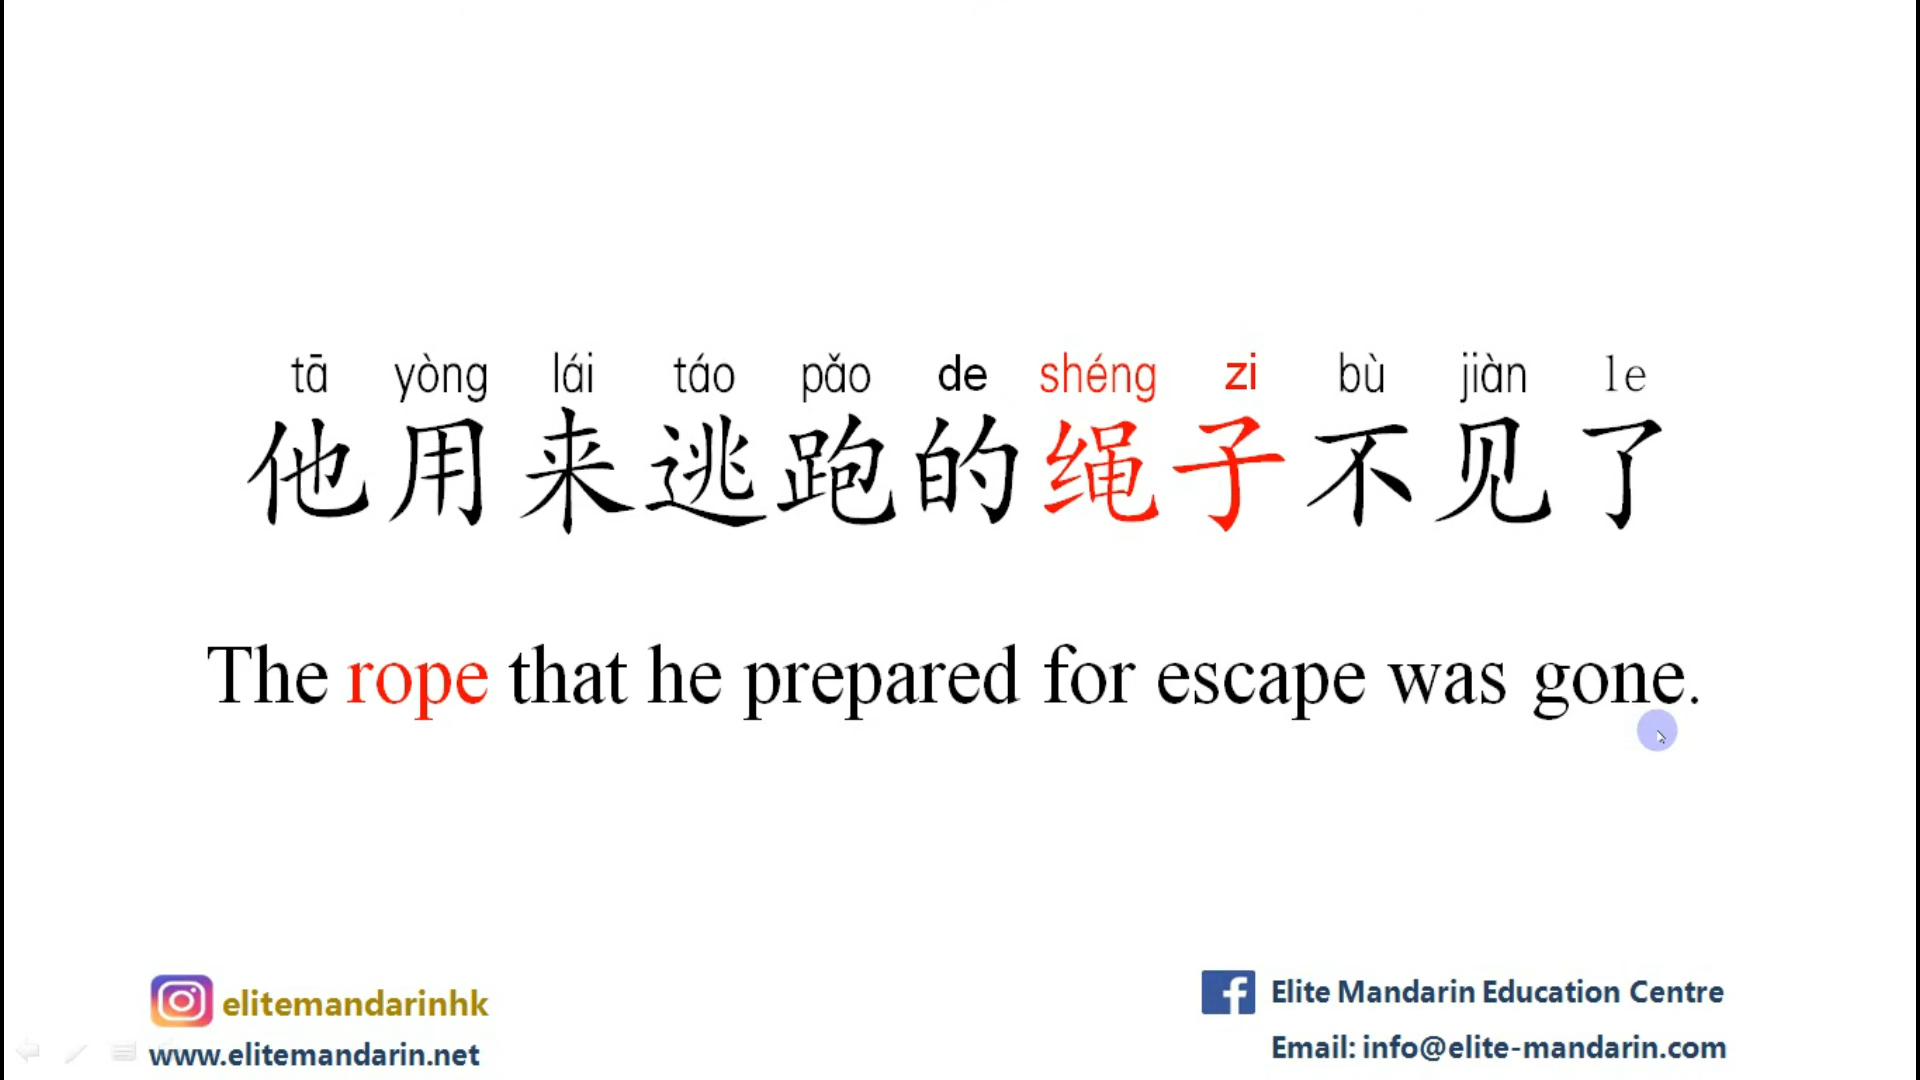 tā yòng lái táo pǎo de shéng zi bù jiàn le
他用来逃跑的绳子不见了
The rope that he prepared for escape was gone.
elitemandarinhk
www.elitemandarin.net
Elite Mandarin Education Centre
Email: info@elite-mandarin.com